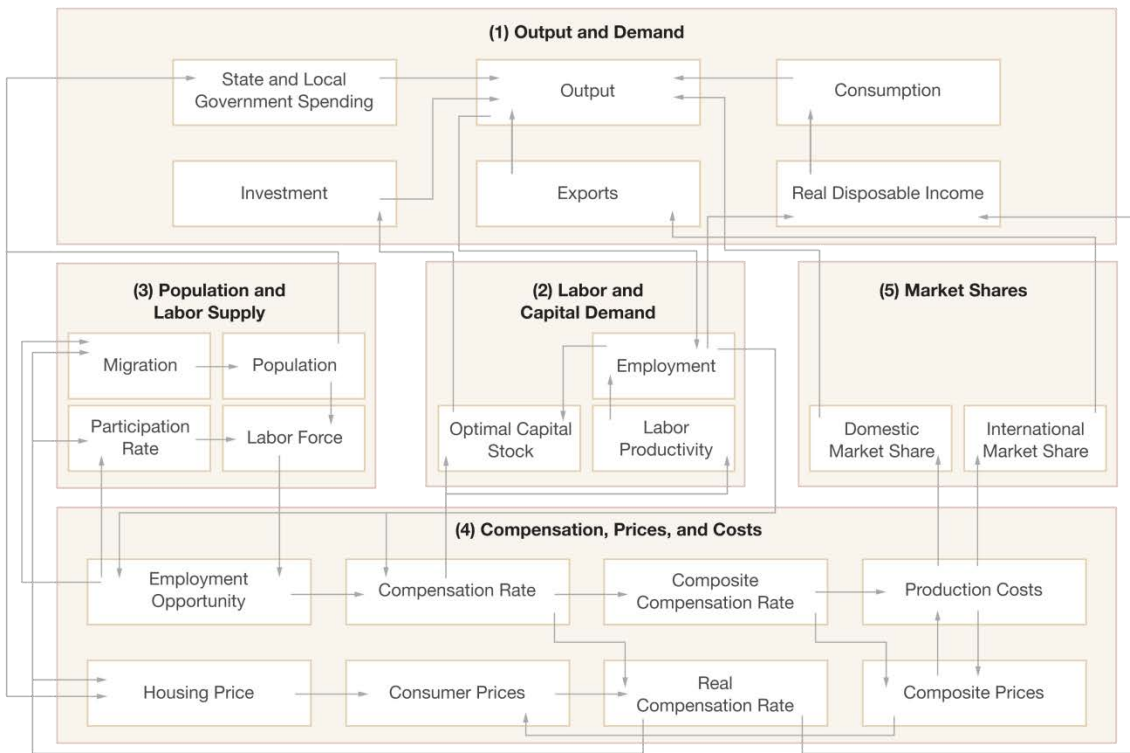 (1) Output and Demand
State and Local
Government Spending
Output
Consumption
Investment
Exports
Real Disposable Income
(3) Population and
Labor Supply
Migration
Population
Participation
Rate
Labor Force
(2) Labor and
Capital Demand
Employment
Optimal Capital
Stock
Labor
Productivity
(5) Market Shares
Domestic
Market Share
International
Market Share
(4) Compensation, Prices, and Costs
Employment
Opportunity
Compensation Rate
Composite
Compensation Rate
Production Costs
Housing Price
Consumer Prices
Real
Compensation Rate
Composite Prices